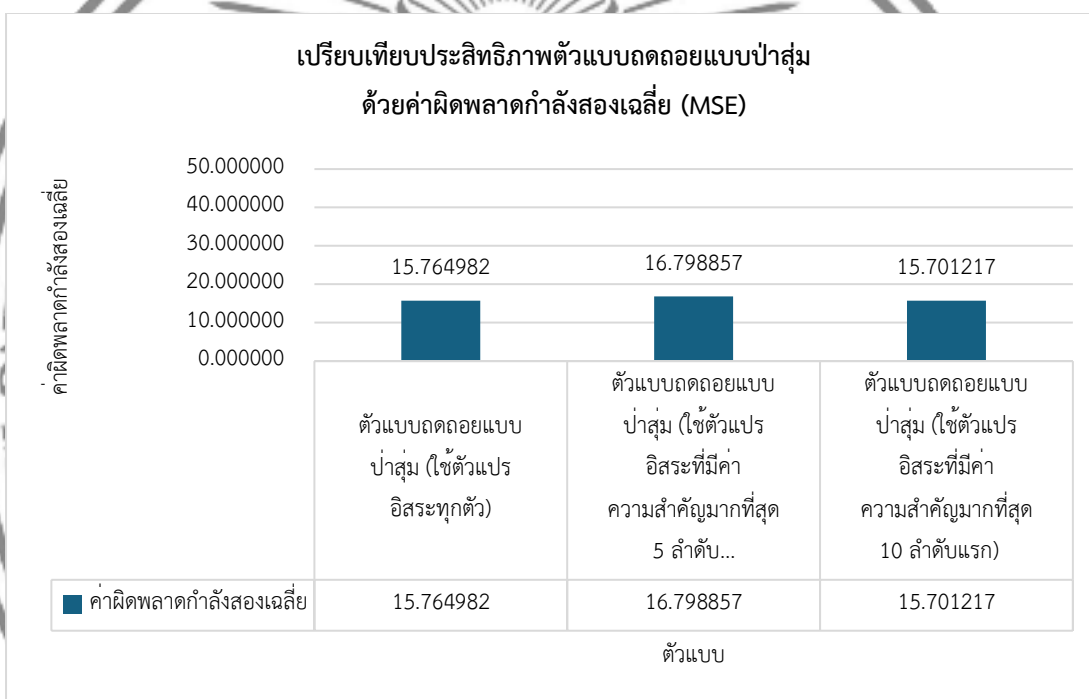 เปรียบเทียบประสิทธิภาพตัวแบบถดถอยแบบป่าสุ่ม
ด้วยค่าผิดพลาดกำลังสองเฉลี่ย (MSE)
ค่าผิดพลาดกำลังสองเฉลี่ย
50.000000
40.000000
30.000000
20.000000
10.000000
0.000000
15.764982
16.798857
15.701217
ตัวแบบถดถอยแบบ
ป่าสุ่ม (ใช้ตัวแปร
อิสระทุกตัว)
ตัวแบบถดถอยแบบ
ป่าสุ่ม (ใช้ตัวแปร
อิสระที่มีค่า
ความสำคัญมากที่สุด
5 ลำดับ...
ตัวแบบถดถอยแบบ
ป่าสุ่ม (ใช้ตัวแปร
อิสระที่มีค่า
ความสำคัญมากที่สุด
10 ลำดับแรก)
ค่าผิดพลาดกำลังสองเฉลี่ย 15.764982 16.798857 15.701217
ตัวแบบ